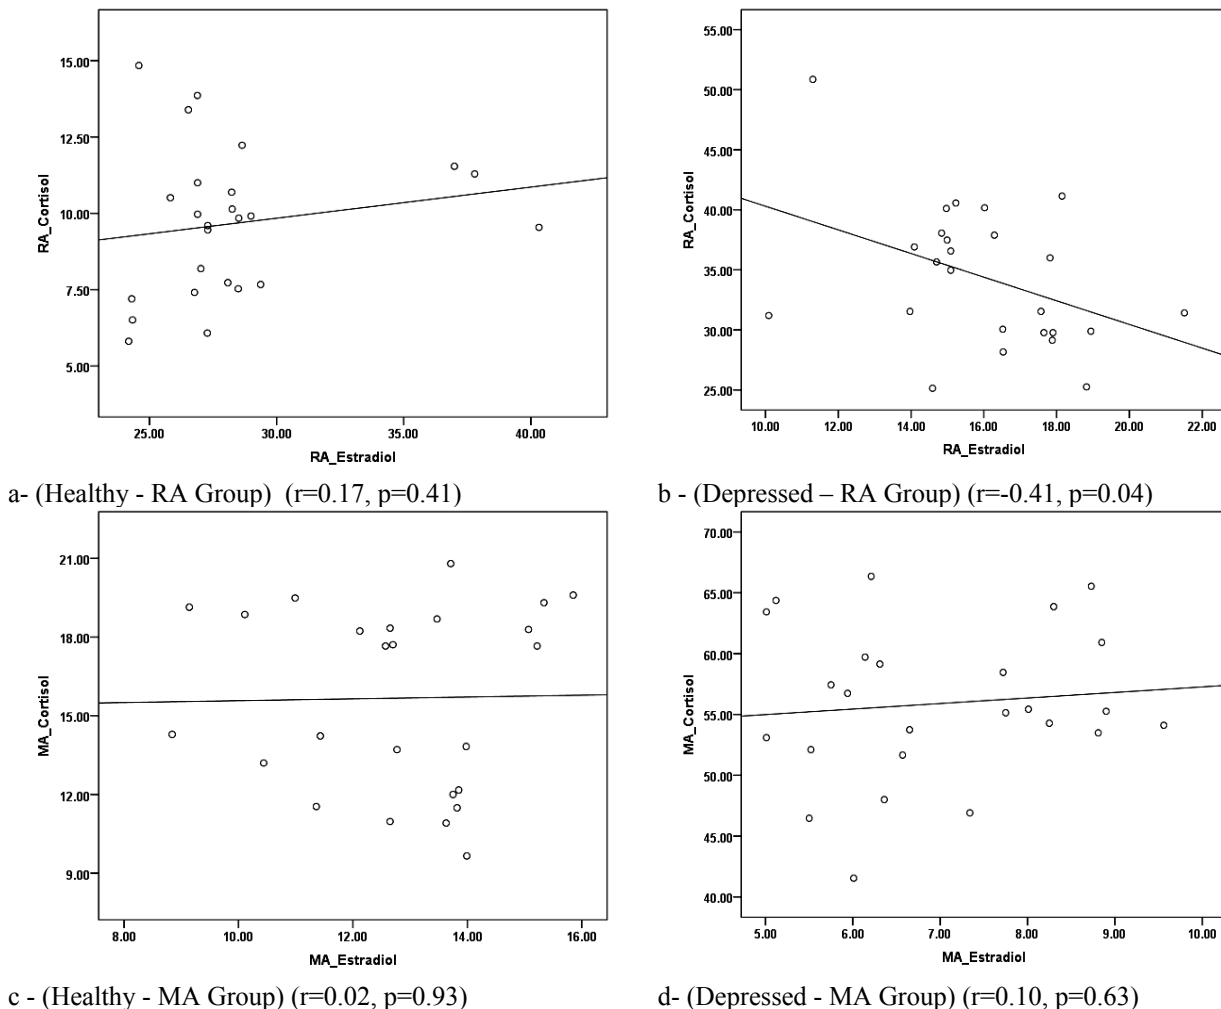 15.00
12.50
10.00
7.50
5.00
RA_Cortisol
25.00 30.00 35.00 40.00
RA_Estradiol
55.00
50.00
45.00
40.00
35.00
30.00
25.00
RA_Cortisol
10.00 12.00 14.00 16.00 18.00 20.00 22.00
RA_Estradiol
a- (Healthy - RA Group) (r=0.17, p=0.41)
b - (Depressed – RA Group) (r=-0.41, p=0.04)
21.00
18.00
15.00
12.00
9.00
MA_Cortisol
8.00 10.00 12.00 14.00 16.00
MA_Estradiol
70.00
65.00
60.00
55.00
50.00
45.00
40.00
MA_Cortisol
5.00 6.00 7.00 8.00 9.00 10.00
MA_Estradiol
c - (Healthy - MA Group) (r=0.02, p=0.93)
d- (Depressed - MA Group) (r=0.10, p=0.63)